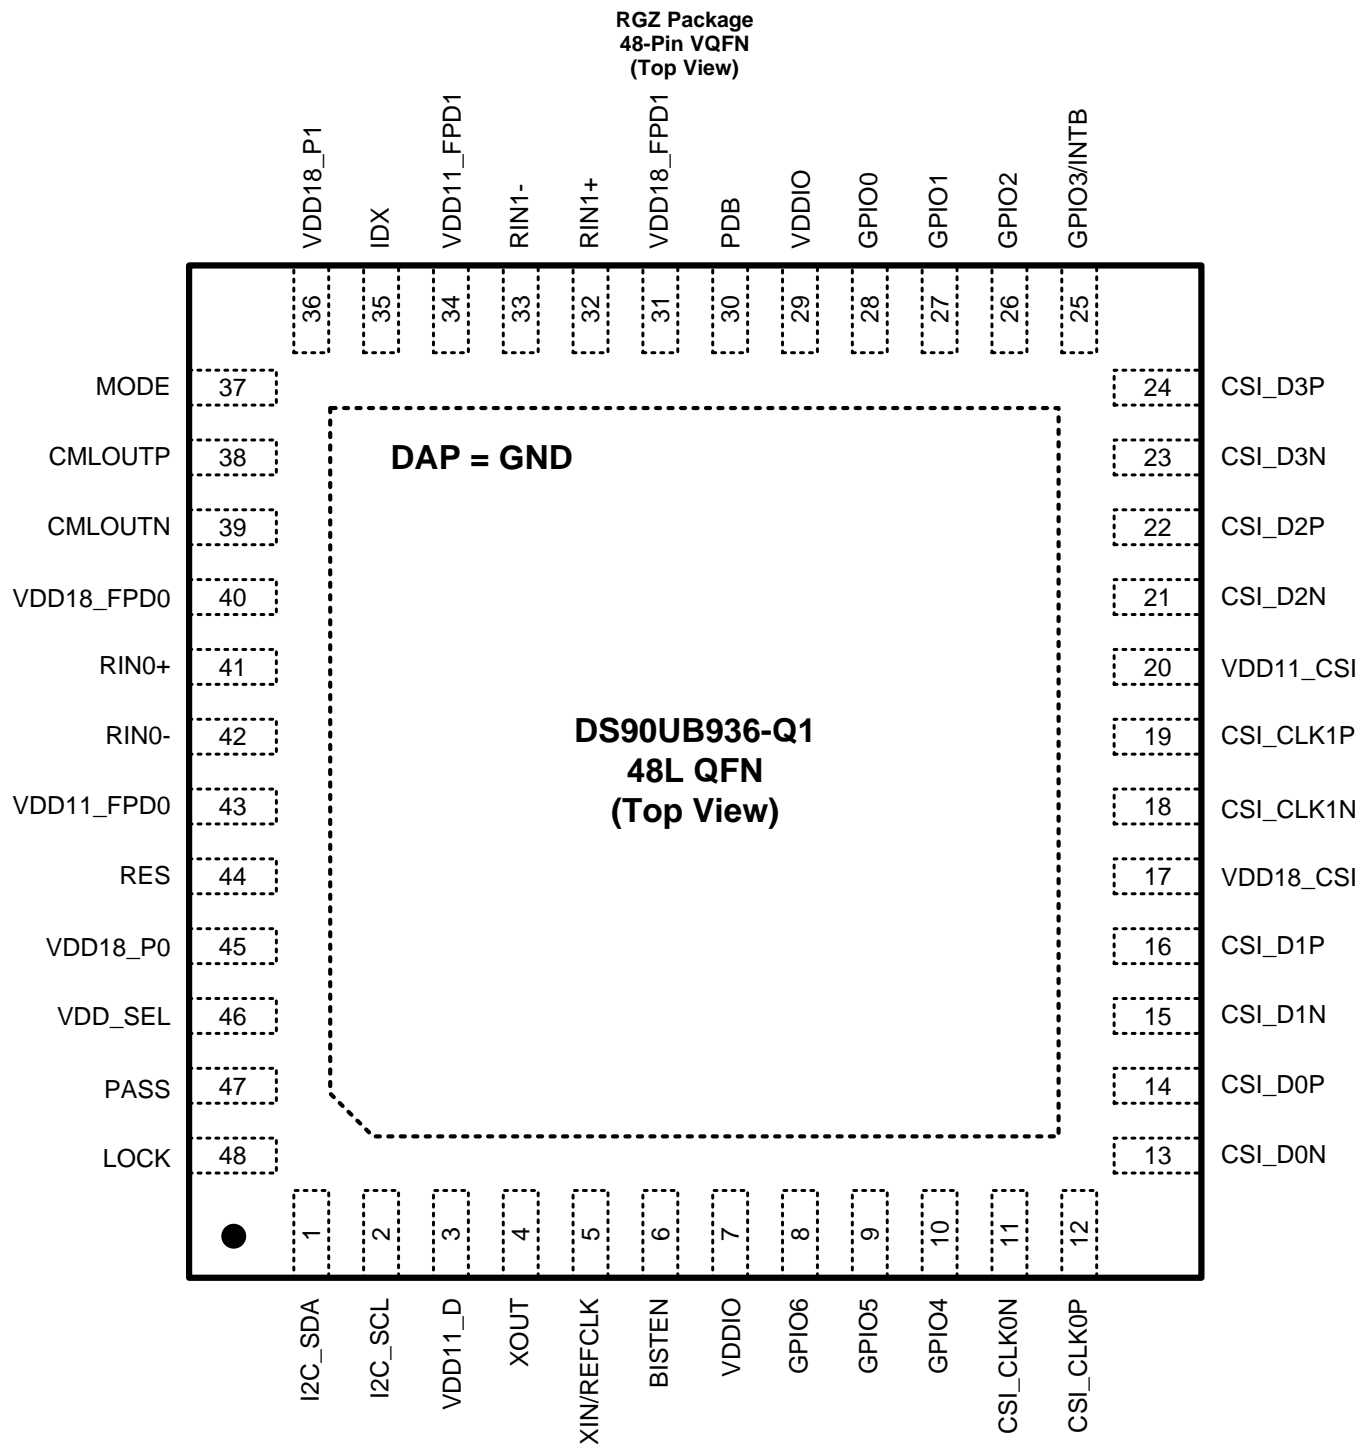 RGZ Package
48-Pin VQFN
(Top View)
VDD18_P1
IDX
VDD11_FPD1
RIN1-
RIN1+
VDD18_FPD1
PDB
VDDIO
GPIO0
GPIO1
GPIO2
GPIO3/INTB
36
35
34
33
32
31
30
29
28
27
26
25
MODE 37
CMLOUTP 38
CMLOUTN 39
VDD18_FPD0 40
RIN0+ 41
RIN0- 42
VDD11_FPD0 43
RES 44
VDD18_P0 45
VDD_SEL 46
PASS 47
LOCK 48
DAP = GND
DS90UB936-Q1
48L QFN
(Top View)
24 CSI_D3P
23 CSI_D3N
22 CSI_D2P
21 CSI_D2N
20 VDD11_CSI
19 CSI_CLK1P
18 CSI_CLK1N
17 VDD18_CSI
16 CSI_D1P
15 CSI_D1N
14 CSI_D0P
13 CSI_D0N
1
2
3
4
5
6
7
8
9
10
11
12
I2C_SDA
I2C_SCL
VDD11_D
XOUT
XIN/REFCLK
BISTEN
VDDIO
GPIO6
GPIO5
GPIO4
CSI_CLK0N
CSI_CLK0P